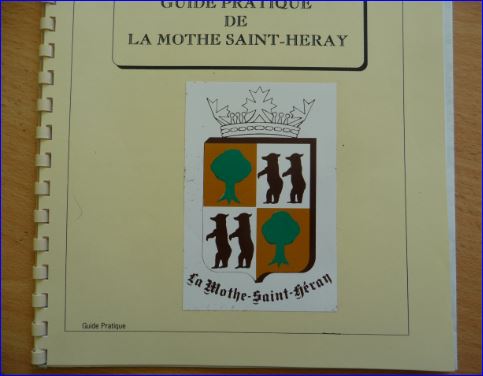 GUIDE PRATIQUE
DE
LA MOTHE SAINT-HERAY
La Mothe-Saint-Héray
Guide Pratique